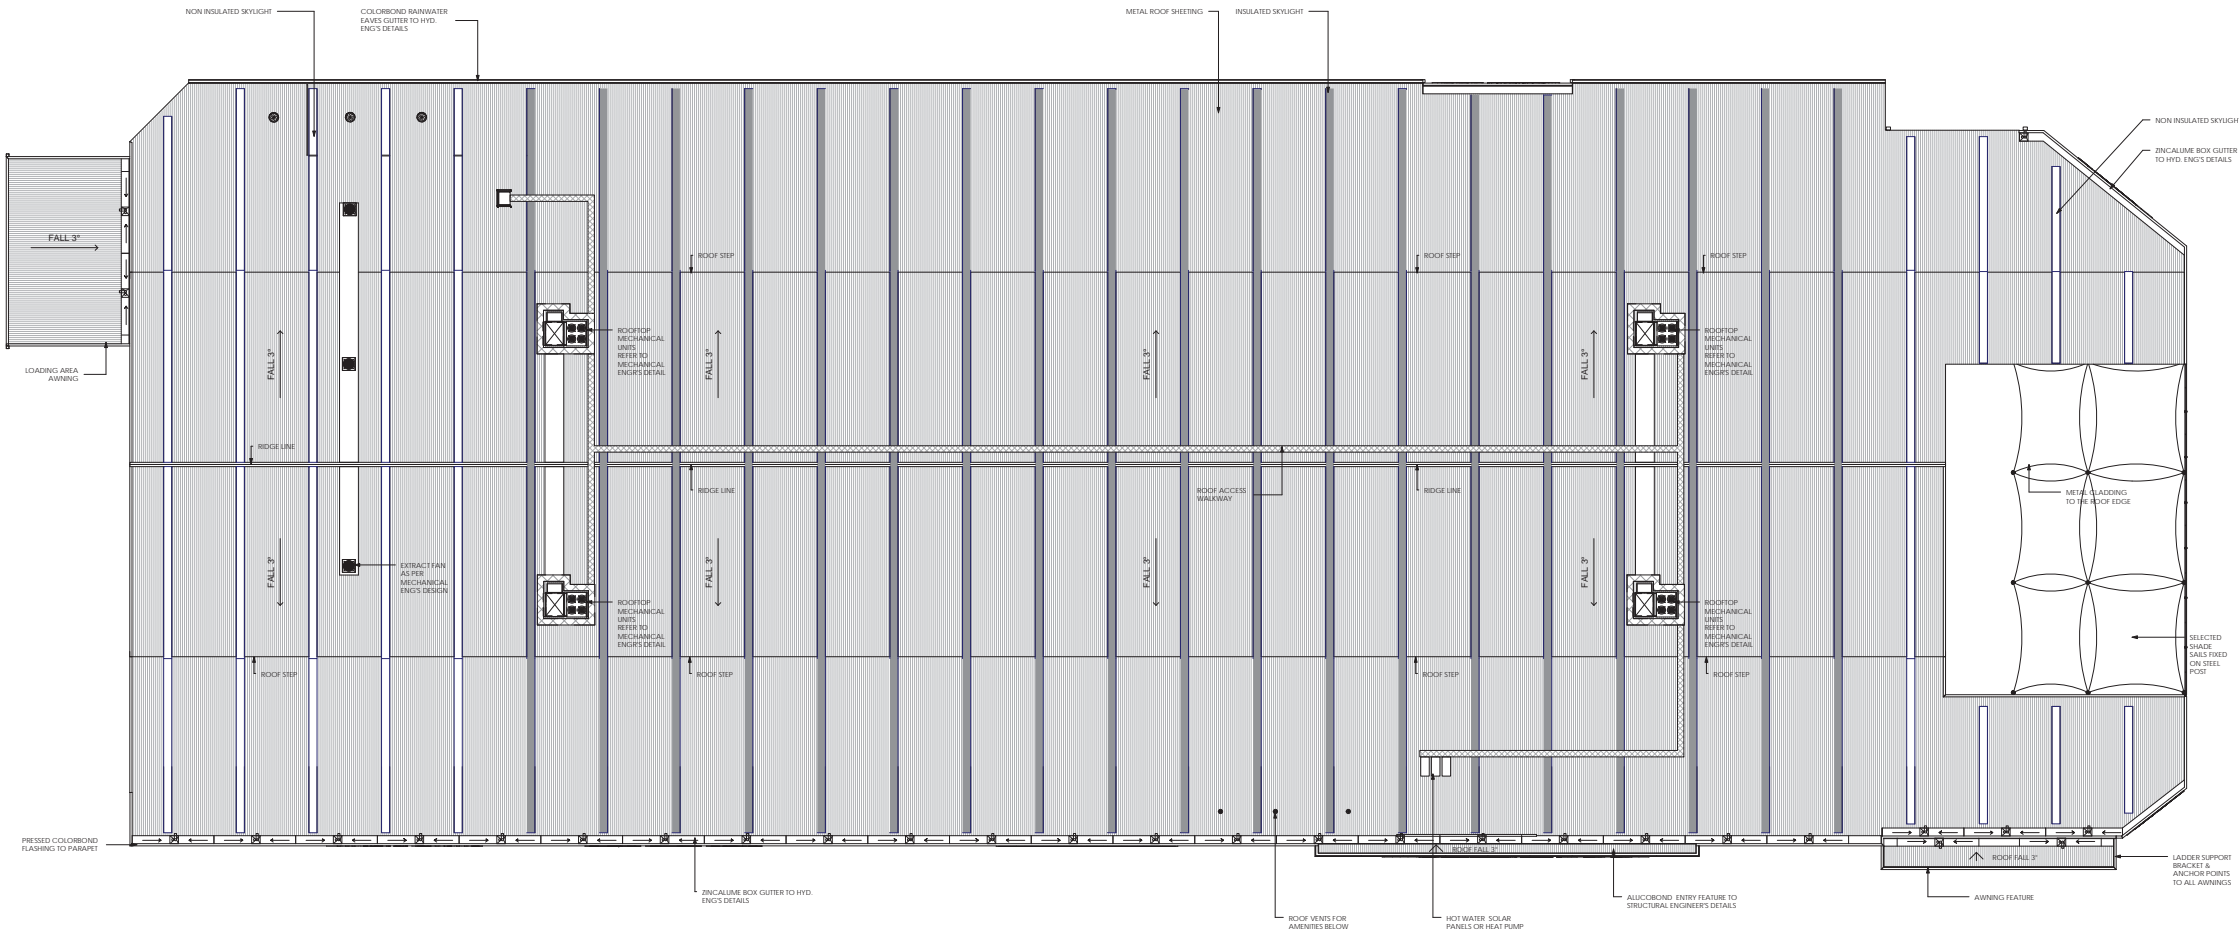 NON INSULATED SKYLIGHT
COLORBOND RAINWATER
EAVES GUTTER TO HYD.
ENG'S DETAILS
METAL ROOF SHEETING
INSULATED SKYLIGHT
NON INSULATED SKYLIGH
ZINCALUME BOX GUTTER
TO HYD. ENG'S DETAILS
FALL 3°
ROOF STEP
ROOF STEP
ROOF STEP
LOADING AREA
AWNING
FALL 3°
ROOFTOP
MECHANICAL
UNITS
REFER TO
MECHANICAL
ENGR'S DETAIL
FALL 3°
FALL 3°
FALL 3°
ROOFTOP
MECHANICAL
UNITS
REFER TO
MECHANICAL
ENGR'S DETAIL
RIDGE LINE
RIDGE LINE
ROOF ACCESS
WALKWAY
RIDGE LINE
METAL CLADDING
TO THE ROOF EDGE
FALL 3°
EXTRACT FAN
AS PER
MECHANICAL
ENG'S DESIGN
FALL 3°
FALL 3°
FALL 3°
ROOFTOP
MECHANICAL
UNITS
REFER TO
MECHANICAL
ENGR'S DETAIL
ROOFTOP
MECHANICAL
UNITS
REFER TO
MECHANICAL
ENGR'S DETAIL
SELECTED
SHADE
SAILS FIXED
ON STEEL
POST
ROOF STEP
ROOF STEP
ROOF STEP
ROOF STEP
PRESSED COLORBOND
FLASHING TO PARAPET
ROOF FALL 3°
ROOF FALL 3°
LADDER SUPPORT
BRACKET &
ANCHOR POINTS
TO ALL AWNINGS
ZINCALUME BOX GUTTER TO HYD.
ENG'S DETAILS
ROOF VENTS FOR
AMENITIES BELOW
HOT WATER SOLAR
PANELS OR HEAT PUMP
ALUCOBOND ENTRY FEATURE TO
STRUCTURAL ENGINEER'S DETAILS
AWNING FEATURE